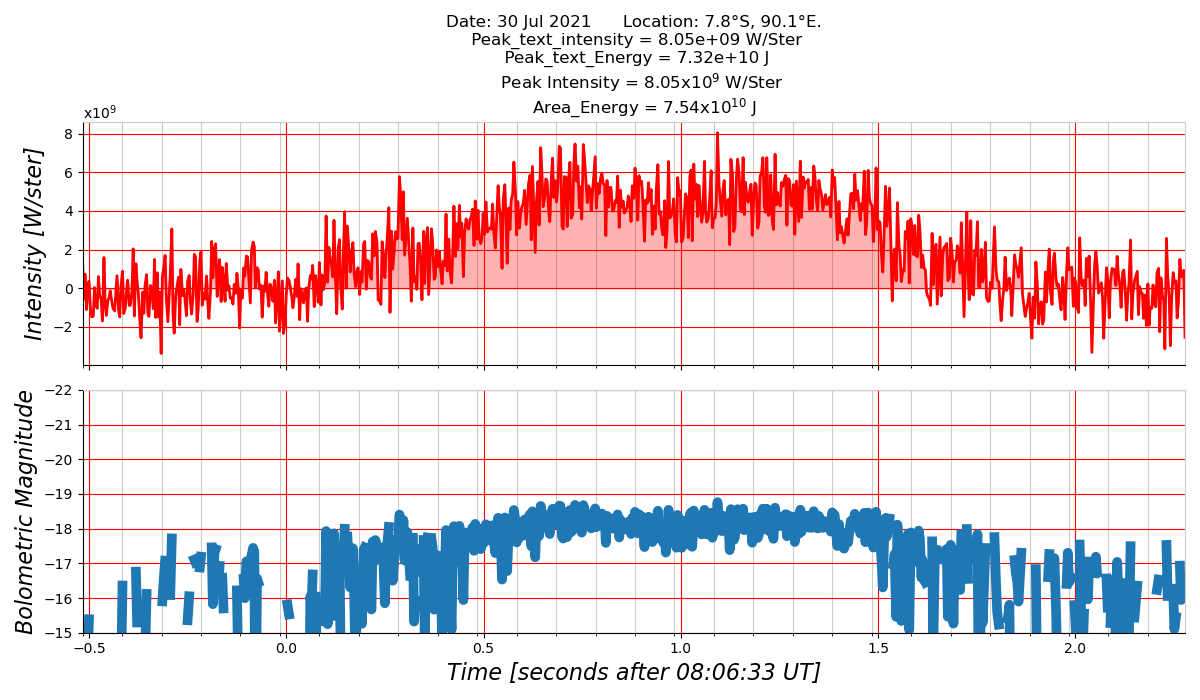 Date: 30 Jul 2021 Location: 7.8°S, 90.1°E.
Peak_text_intensity = 8.05e+09 W/Ster
Peak_text_Energy = 7.32e+10 J
Peak Intensity = 8.05x10⁹ W/Ster
Area_Energy = 7.54x10¹⁰ J
x10⁹
8
6
4
2
0
−2
Intensity [W/ster]
−22
−21
−20
−19
−18
−17
−16
−15
Bolometric Magnitude
−0.5 0.0 0.5 1.0 1.5 2.0
Time [seconds after 08:06:33 UT]